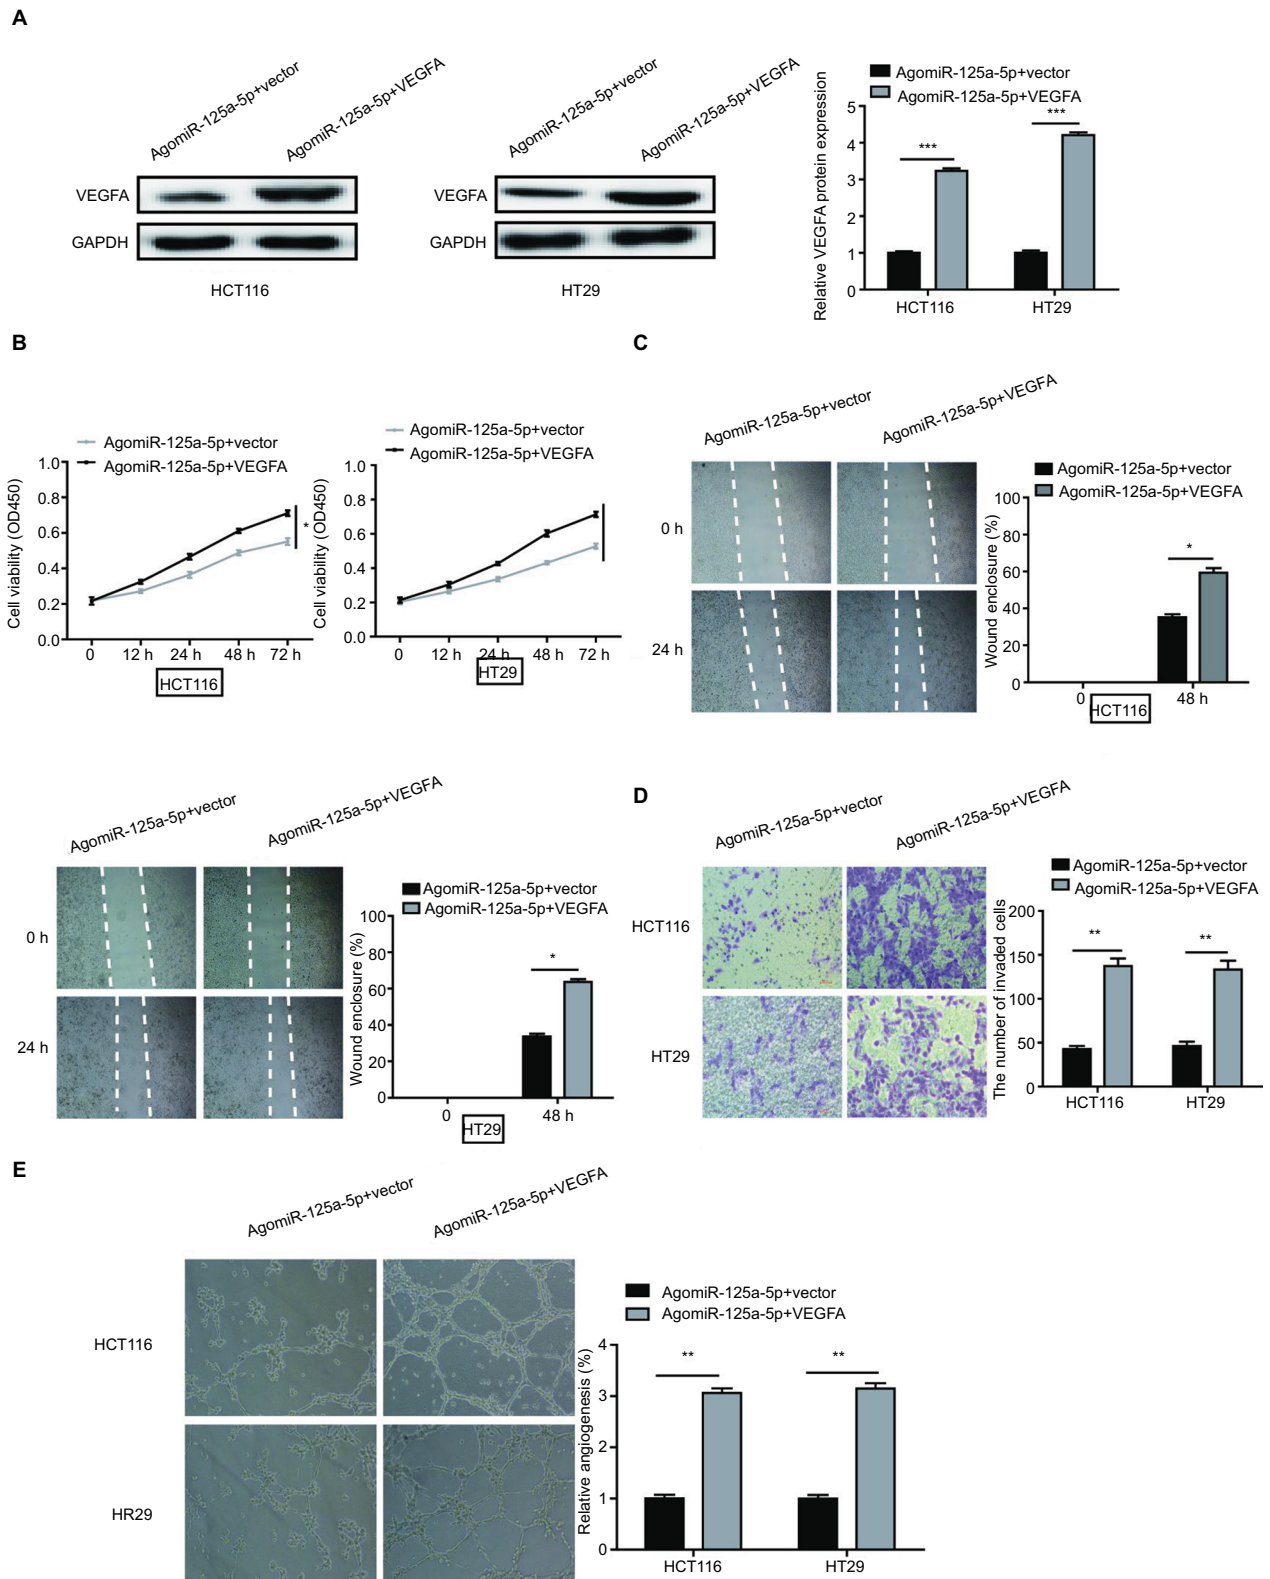 A
AgomiR-125a-5p+vector
AgomiR-125a-5p+VEGFA
VEGFA
GAPDH
HCT116
AgomiR-125a-5p+vector
AgomiR-125a-5p+VEGFA
VEGFA
GAPDH
HT29
AgomiR-125a-5p+vector
AgomiR-125a-5p+VEGFA
Relative VEGFA protein expression
5
4
3
2
1
0
***
***
HCT116
HT29
B
AgomiR-125a-5p+vector
AgomiR-125a-5p+VEGFA
Cell viability (OD450)
1.0
0.8
0.6
0.4
0.2
0.0
*
0 12 h 24 h 48 h 72 h
HCT116
AgomiR-125a-5p+vector
AgomiR-125a-5p+VEGFA
Cell viability (OD450)
1.0
0.8
0.6
0.4
0.2
0.0
0 12 h 24 h 48 h 72 h
HT29
C
AgomiR-125a-5p+vector
AgomiR-125a-5p+VEGFA
0 h
24 h
AgomiR-125a-5p+vector
AgomiR-125a-5p+VEGFA
Wound enclosure (%)
100
80
60
40
20
0
*
0 48 h
HCT116
AgomiR-125a-5p+vector
AgomiR-125a-5p+VEGFA
0 h
24 h
AgomiR-125a-5p+vector
AgomiR-125a-5p+VEGFA
Wound enclosure (%)
100
80
60
40
20
0
*
0 48 h
HT29
D
AgomiR-125a-5p+vector
AgomiR-125a-5p+VEGFA
HCT116
HT29
AgomiR-125a-5p+vector
AgomiR-125a-5p+VEGFA
The number of invaded cells
200
150
100
50
0
**
**
HCT116
HT29
E
AgomiR-125a-5p+vector
AgomiR-125a-5p+VEGFA
HCT116
HR29
AgomiR-125a-5p+vector
AgomiR-125a-5p+VEGFA
Relative angiogenesis (%)
4
3
2
1
0
**
**
HCT116
HT29